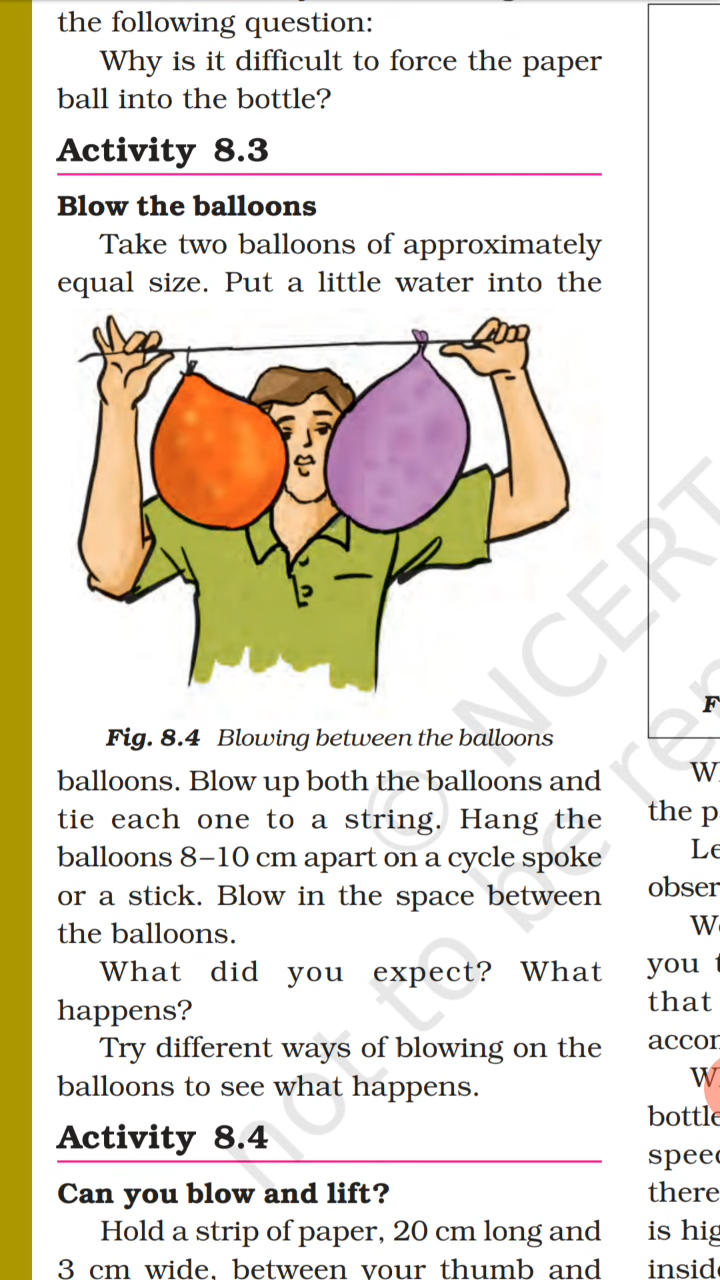 the following question:
Why is it difficult to force the paper
ball into the bottle?
Activity 8.3
Blow the balloons
Take two balloons of approximately
equal size. Put a little water into the
Fig. 8.4 Blowing between the balloons
balloons. Blow up both the balloons and
tie each one to a string. Hang the
balloons 8–10 cm apart on a cycle spoke
or a stick. Blow in the space between
the balloons.
What did you expect? What
happens?
Try different ways of blowing on the
balloons to see what happens.
Activity 8.4
Can you blow and lift?
Hold a strip of paper, 20 cm long and
3 cm wide, between your thumb and
the
you
that
there
© NCERT
not to be